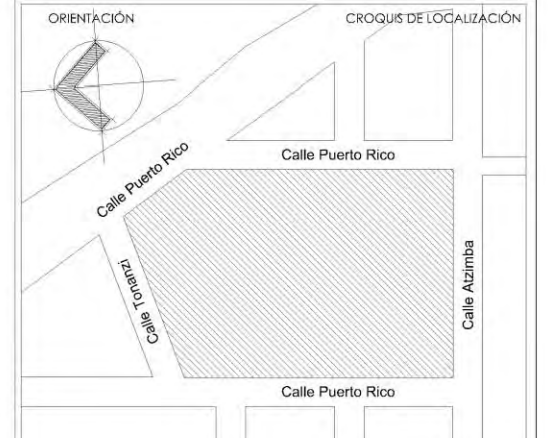 ORIENTACIÓN
CROQUIS DE LOCALIZACIÓN
Calle Puerto Rico
Calle Puerto Rico
Calle Tonanzi
Calle Atzimba
Calle Puerto Rico